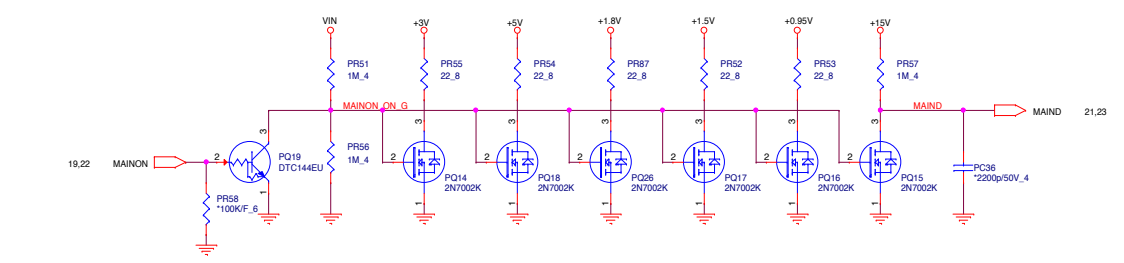 VIN
+3V
+5V
+1.8V
+1.5V
+0.95V
+15V
PR51
1M_4
PR55
22_8
PR54
22_8
PR87
22_8
PR52
22_8
PR53
22_8
PR57
1M_4
MAINON_ON_G
MAIND
MAIND
21,23
3
3
3
3
3
3
3
19,22
MAINON
2
PQ19
DTC144EU
PR56
1M_4
2
2
2
2
2
2
1
PQ14
2N7002K
1
PQ18
2N7002K
1
PQ26
2N7002K
1
PQ17
2N7002K
1
PQ16
2N7002K
1
PQ15
2N7002K
1
PC36
*2200p/50V_4
PR58
*100K/F_6